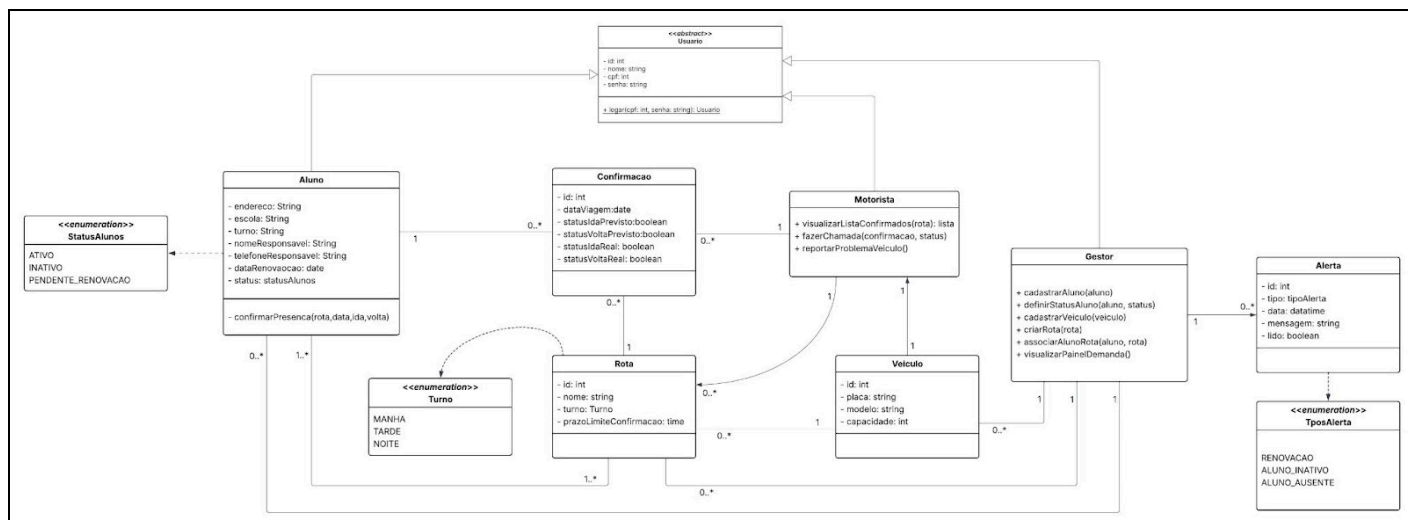 <<abstract>>
Usuario
- id: int
- nome: string
- cpf: int
- senha: string
+ logar(cpf: int, senha: string): Usuario
Aluno
- endereco: String
- escola: String
- turno: String
- nomeResponsavel: String
- telefoneResponsavel: String
- dataRenovaocao: date
- status: statusAlunos
- confirmarPresenca(rota,data,ida,volta)
<<enumeration>>
StatusAlunos
ATIVO
INATIVO
PENDENTE_RENOVACAO
Confirmacao
- id: int
- dataViagem:date
- statusIdaPrevisto:boolean
- statusVoltaPrevisto:boolean
- statusIdaReal: boolean
- statusVoltaReal: boolean
Motorista
+ visualizarListaConfirmados(rota): lista
+ fazerChamada(confirmacao, status)
+ reportarProblemaVeiculo()
Gestor
+ cadastrarAluno(aluno)
+ definirStatusAluno(aluno, status)
+ cadastrarVeiculo(veiculo)
+ criarRota(rota)
+ associarAlunoRota(aluno, rota)
+ visualizarPainelDemanda()
Alerta
- id: int
- tipo: tipoAlerta
- data: datatime
- mensagem: string
- lido: boolean
<<enumeration>>
Turno
MANHA
TARDE
NOITE
Rota
- id: int
- nome: string
- turno: Turno
- prazoLimiteConfirmacao: time
Veiculo
- id: int
- placa: string
- modelo: string
- capacidade: int
<<enumeration>>
TposAlerta
RENOVACAO
ALUNO_INATIVO
ALUNO_AUSENTE
1
0..*
0..*
1
0..*
1
1
0..*
1
1
0..*
1
1
0..*
1
0..*
1
0..*
1
0..*
1..*
1..*